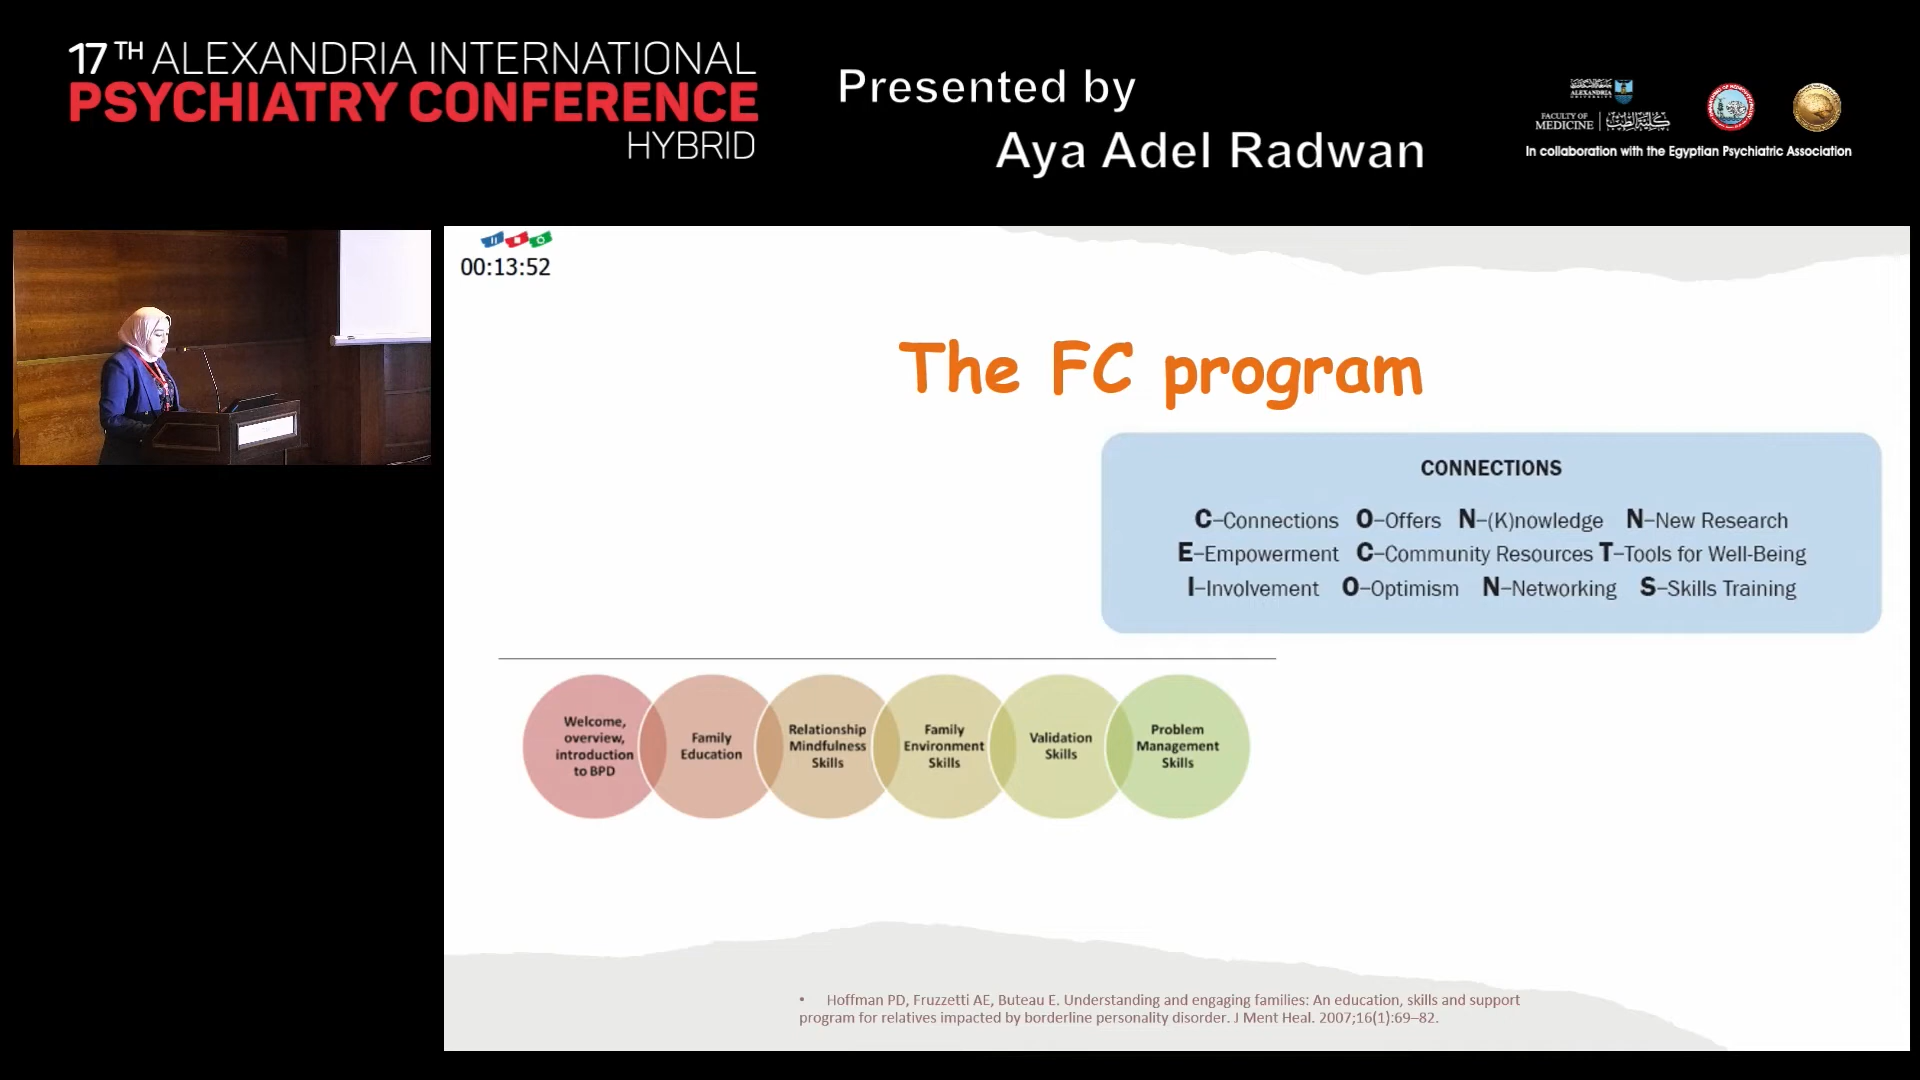 17TH ALEXANDRIA INTERNATIONAL
PSYCHIATRY CONFERENCE
HYBRID
Presented by
Aya Adel Radwan
ALEXANDRIA
FACULTY OF
MEDICINE
كلية الطب
In collaboration with the Egyptian Psychiatric Association
00:13:52
The FC program
CONNECTIONS
C–Connections O–Offers N–(K)nowledge N–New Research
E–Empowerment C–Community Resources T–Tools for Well-Being
I–Involvement O–Optimism N–Networking S–Skills Training
Welcome,
overview,
introduction
to BPD
Family
Education
Relationship
Mindfulness
Skills
Family
Environment
Skills
Validation
Skills
Problem
Management
Skills
• Hoffman PD, Fruzzetti AE, Buteau E. Understanding and engaging families: An education, skills and support
program for relatives impacted by borderline personality disorder. J Ment Heal. 2007;16(1):69–82.